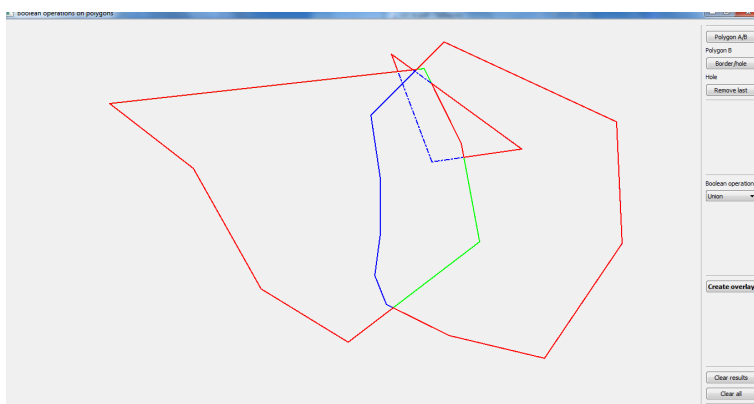 Boolean operations on polygons
Polygon A/B
Polygon B
Border/hole
Hole
Remove last
Boolean operation
Union
Create overlay
Clear results
Clear all